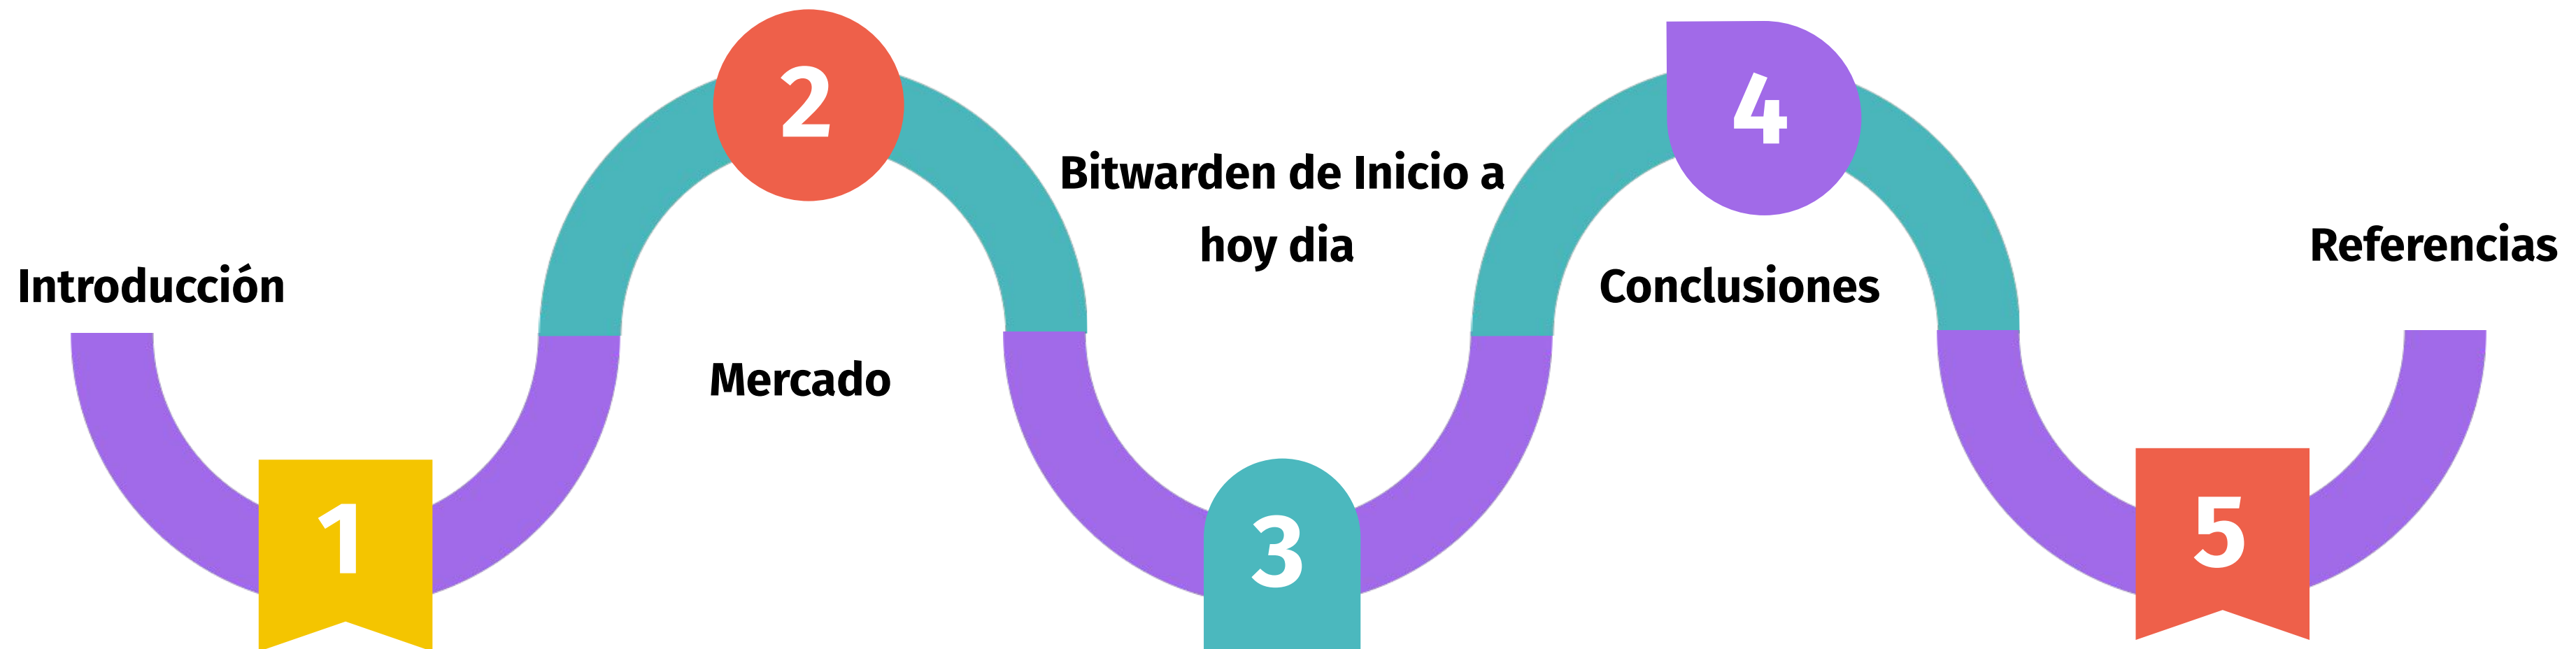 Introducción
1
2
Mercado
Bitwarden de Inicio a
hoy dia
3
4
Conclusiones
Referencias
5